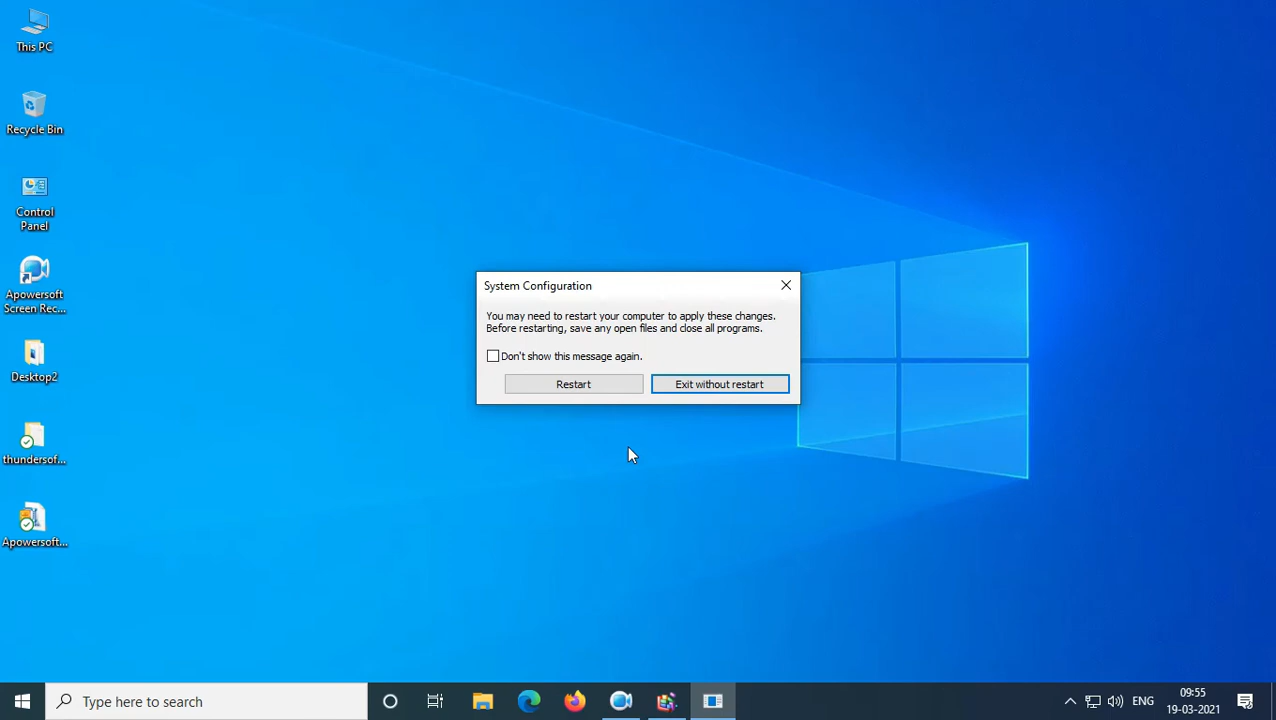 This PC
Recycle Bin
Control
Panel
Apowersoft
Screen Rec...
Desktop2
thundersof...
Apowersoft...
System Configuration
You may need to restart your computer to apply these changes.
Before restarting, save any open files and close all programs.
Don't show this message again.
Restart
Exit without restart
Type here to search
ENG
09:55
19-03-2021